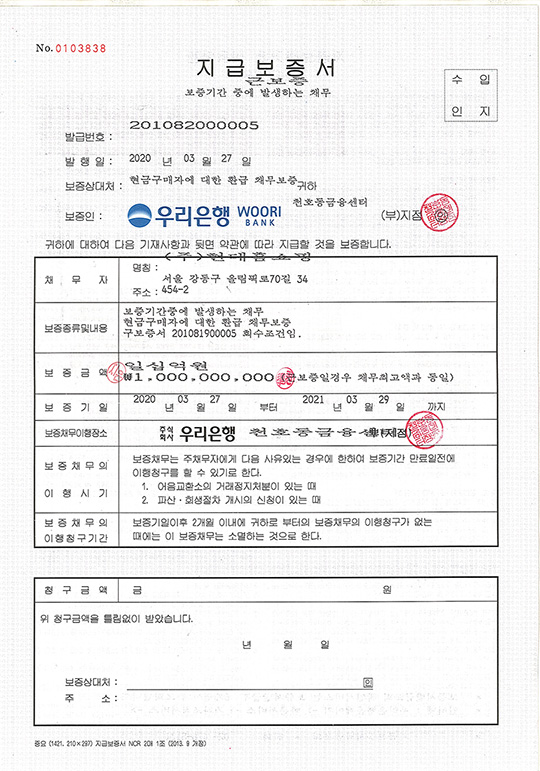 No. 0103838
지급보증서
근보증
보증기간 중에 발생하는 채무
수 입
인 지
발급번호 : 201082000005
발 행 일 : 2020 년 03 월 27 일
보증상대처 : 현금구매자에 대한 환급 채무보증 귀하
천호동금융센터
보증인 : 우리은행 WOORI BANK (부)지점 인
귀하에 대하여 다음 기재사항과 뒷면 약관에 따라 지급할 것을 보증합니다.
(주)현대홈쇼핑
채 무 자
명칭 :
서울 강동구 올림픽로70길 34
주소 : 454-2
보증종류및내용
보증기간중에 발생하는 채무
현금구매자에 대한 환급 채무보증
구보증서 201081900005 회수조건임.
보 증 금 액
일십억원
₩1,000,000,000 (근보증일경우 채무최고액과 동일)
보 증 기 일 2020 년 03 월 27 일 부터 2021 년 03 월 29 일 까지
보증채무이행장소 주식회사 우리은행 천호동금융센터 (부)지점
보 증 채 무 의
이 행 시 기
보증채무는 주채무자에게 다음 사유있는 경우에 한하여 보증기간 만료일전에
이행청구를 할 수 있기로 한다.
1. 어음교환소의 거래정지처분이 있는 때
2. 파산·회생절차 개시의 신청이 있는 때
보 증 채 무 의
이 행 청 구 기 간
보증기일이후 2개월 이내에 귀하로 부터의 보증채무의 이행청구가 없는
때에는 이 보증채무는 소멸하는 것으로 한다.
청 구 금 액 금 원
위 청구금액을 틀림없이 받았습니다.
년 월 일
보증상대처 : 인
주 소 :
중요 (1421, 210×297) 지급보증서 NCR 2매 1조 (2013. 9 개정)